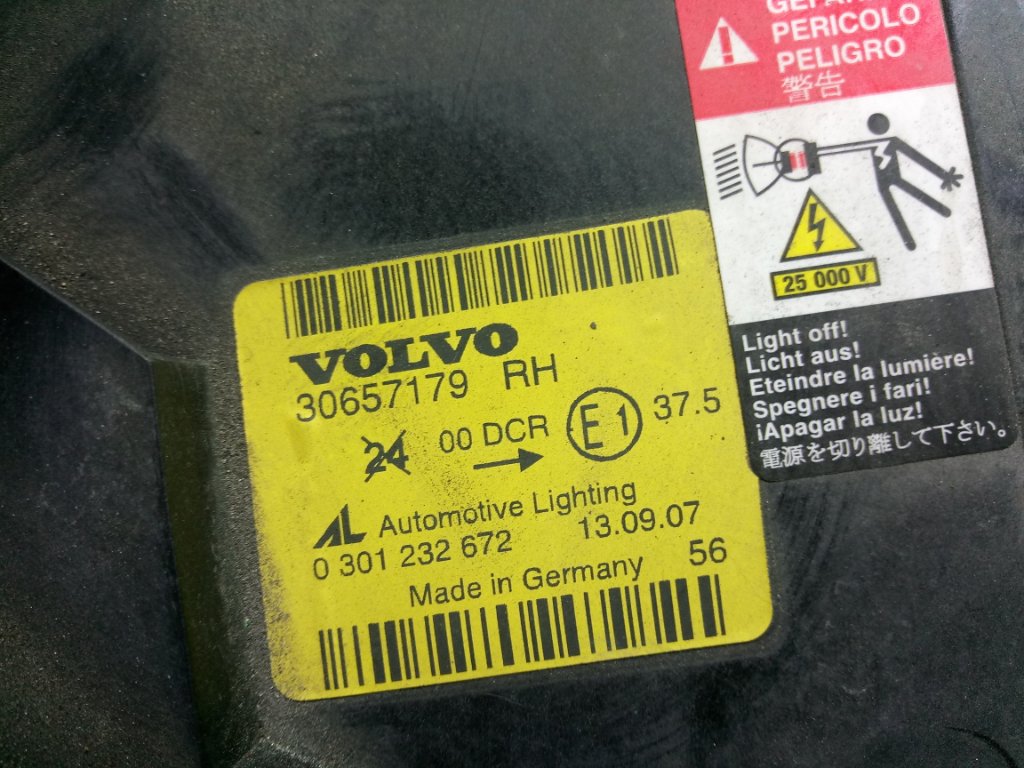 VOLVO
30657179 RH
24 00 DCR E1 37.5
AL Automotive Lighting
0 301 232 672 13.09.07
Made in Germany 56
PERICOLO
PELIGRO
警告
25 000 V
Light off!
Licht aus!
Eteindre la lumière!
Spegnere i fari!
¡Apagar la luz!
電源を切り離して下さい。